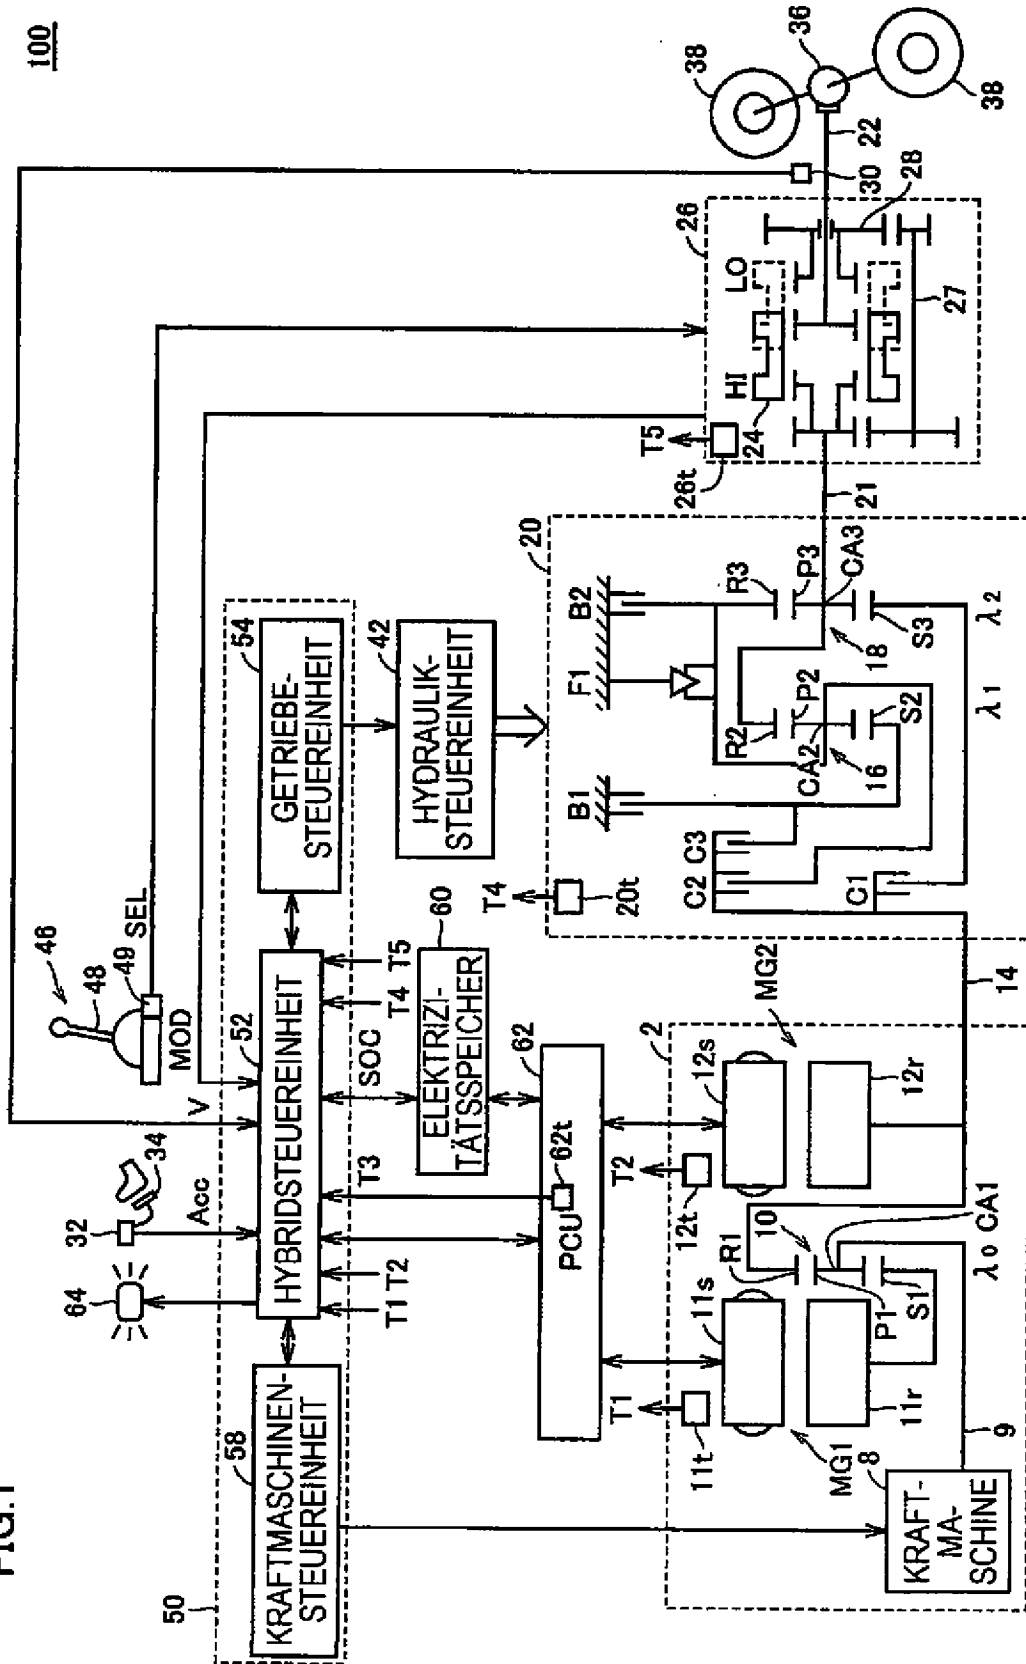 FIG.1
100
50
58
KRAFTMASCHINEN-
STEUEREINHEIT
64
32
34
Acc
V
52
HYBRIDSTEUEREINHEIT
46
48
49
MOD
SEL
54
GETRIEBE-
STEUEREINHEIT
T1
T2
T3
SOC
T4
T5
42
HYDRAULIK-
STEUEREINHEIT
60
ELEKTRIZI-
TÄTSSPEICHER
62
PCU
62t
2
T1
11t
11s
MG1
11r
8
KRAFT-
MA-
SCHINE
9
R1
10
P1
S1
CA1
λ0
T2
12t
12s
MG2
12r
14
20
T4
20t
C2
C3
C1
B1
F1
B2
R2
P2
CA2
16
S2
λ1
R3
P3
CA3
18
S3
λ2
21
26
T5
26t
24
HI
LO
27
28
30
22
36
38
38